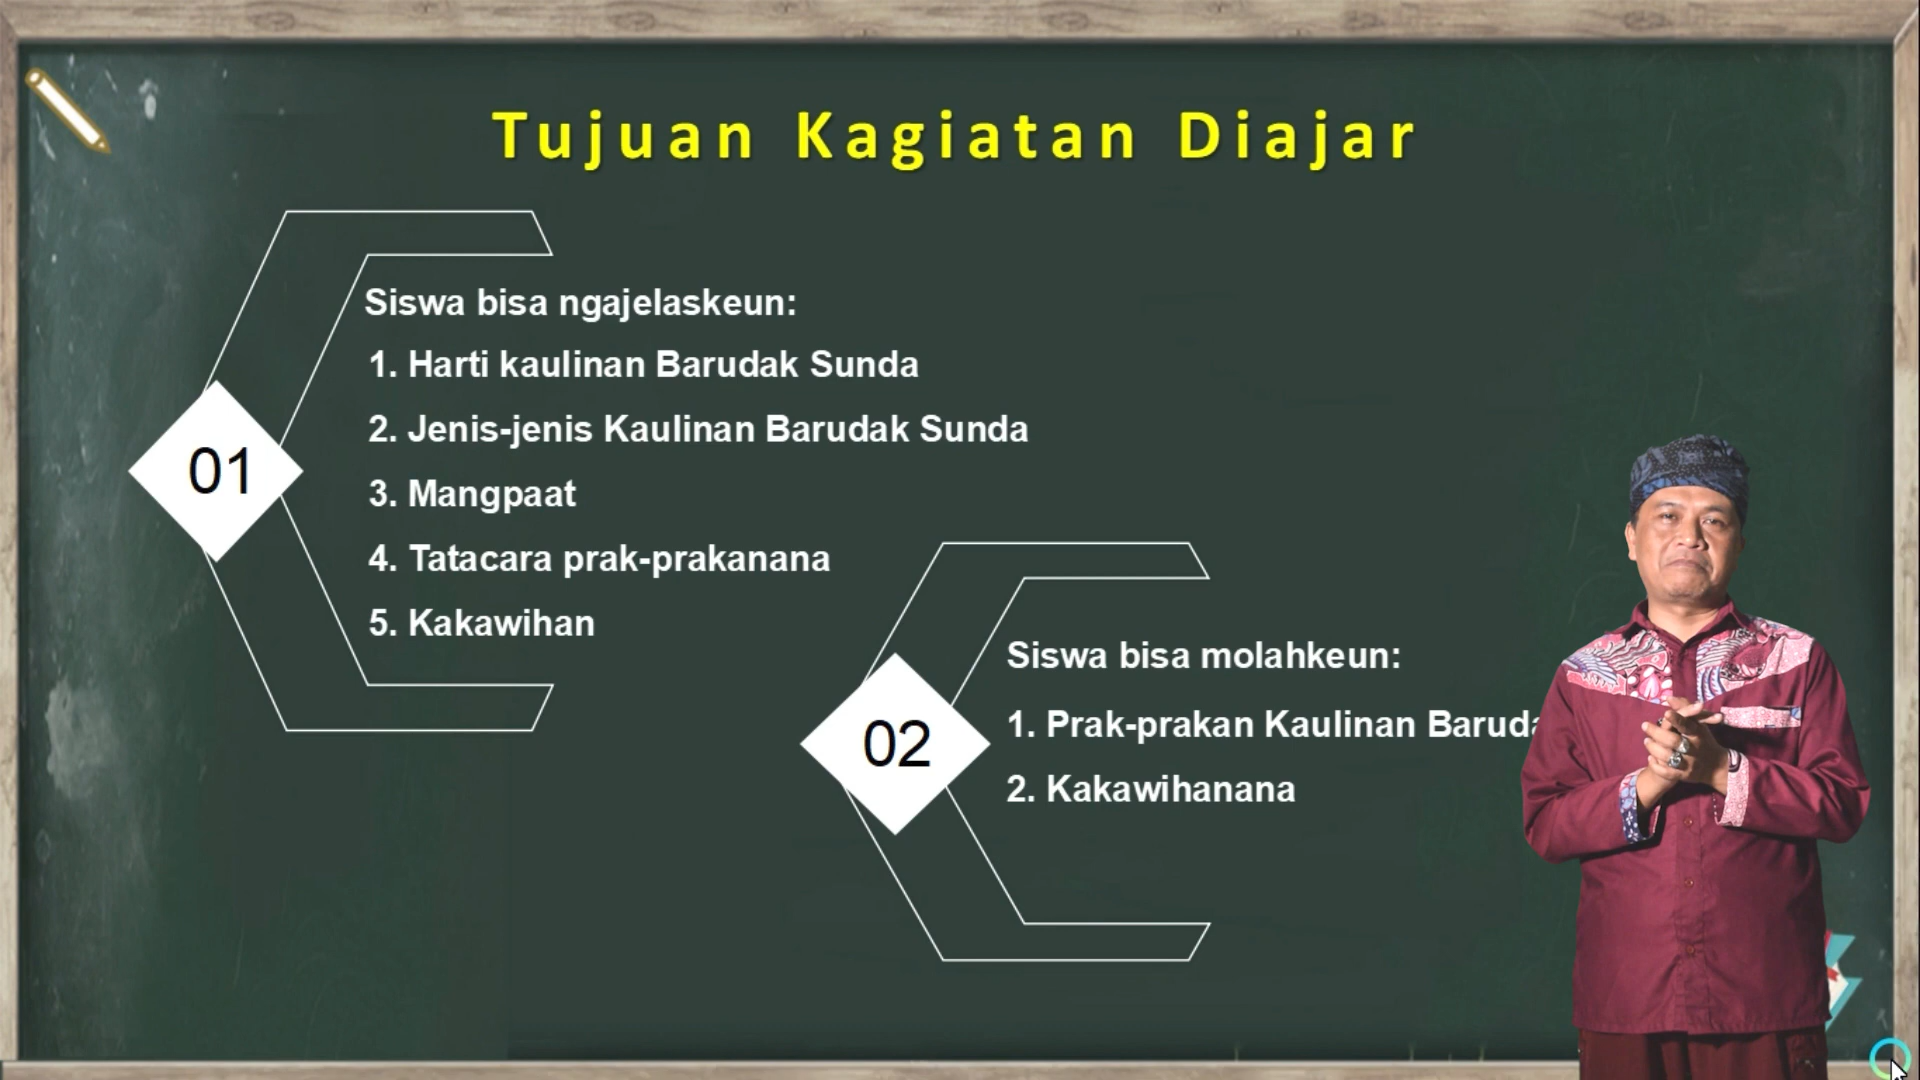 Tujuan Kagiatan Diajar
01
Siswa bisa ngajelaskeun:
1. Harti kaulinan Barudak Sunda
2. Jenis-jenis Kaulinan Barudak Sunda
3. Mangpaat
4. Tatacara prak-prakanana
5. Kakawihan
02
Siswa bisa molahkeun:
1. Prak-prakan Kaulinan
2. Kakawihanana